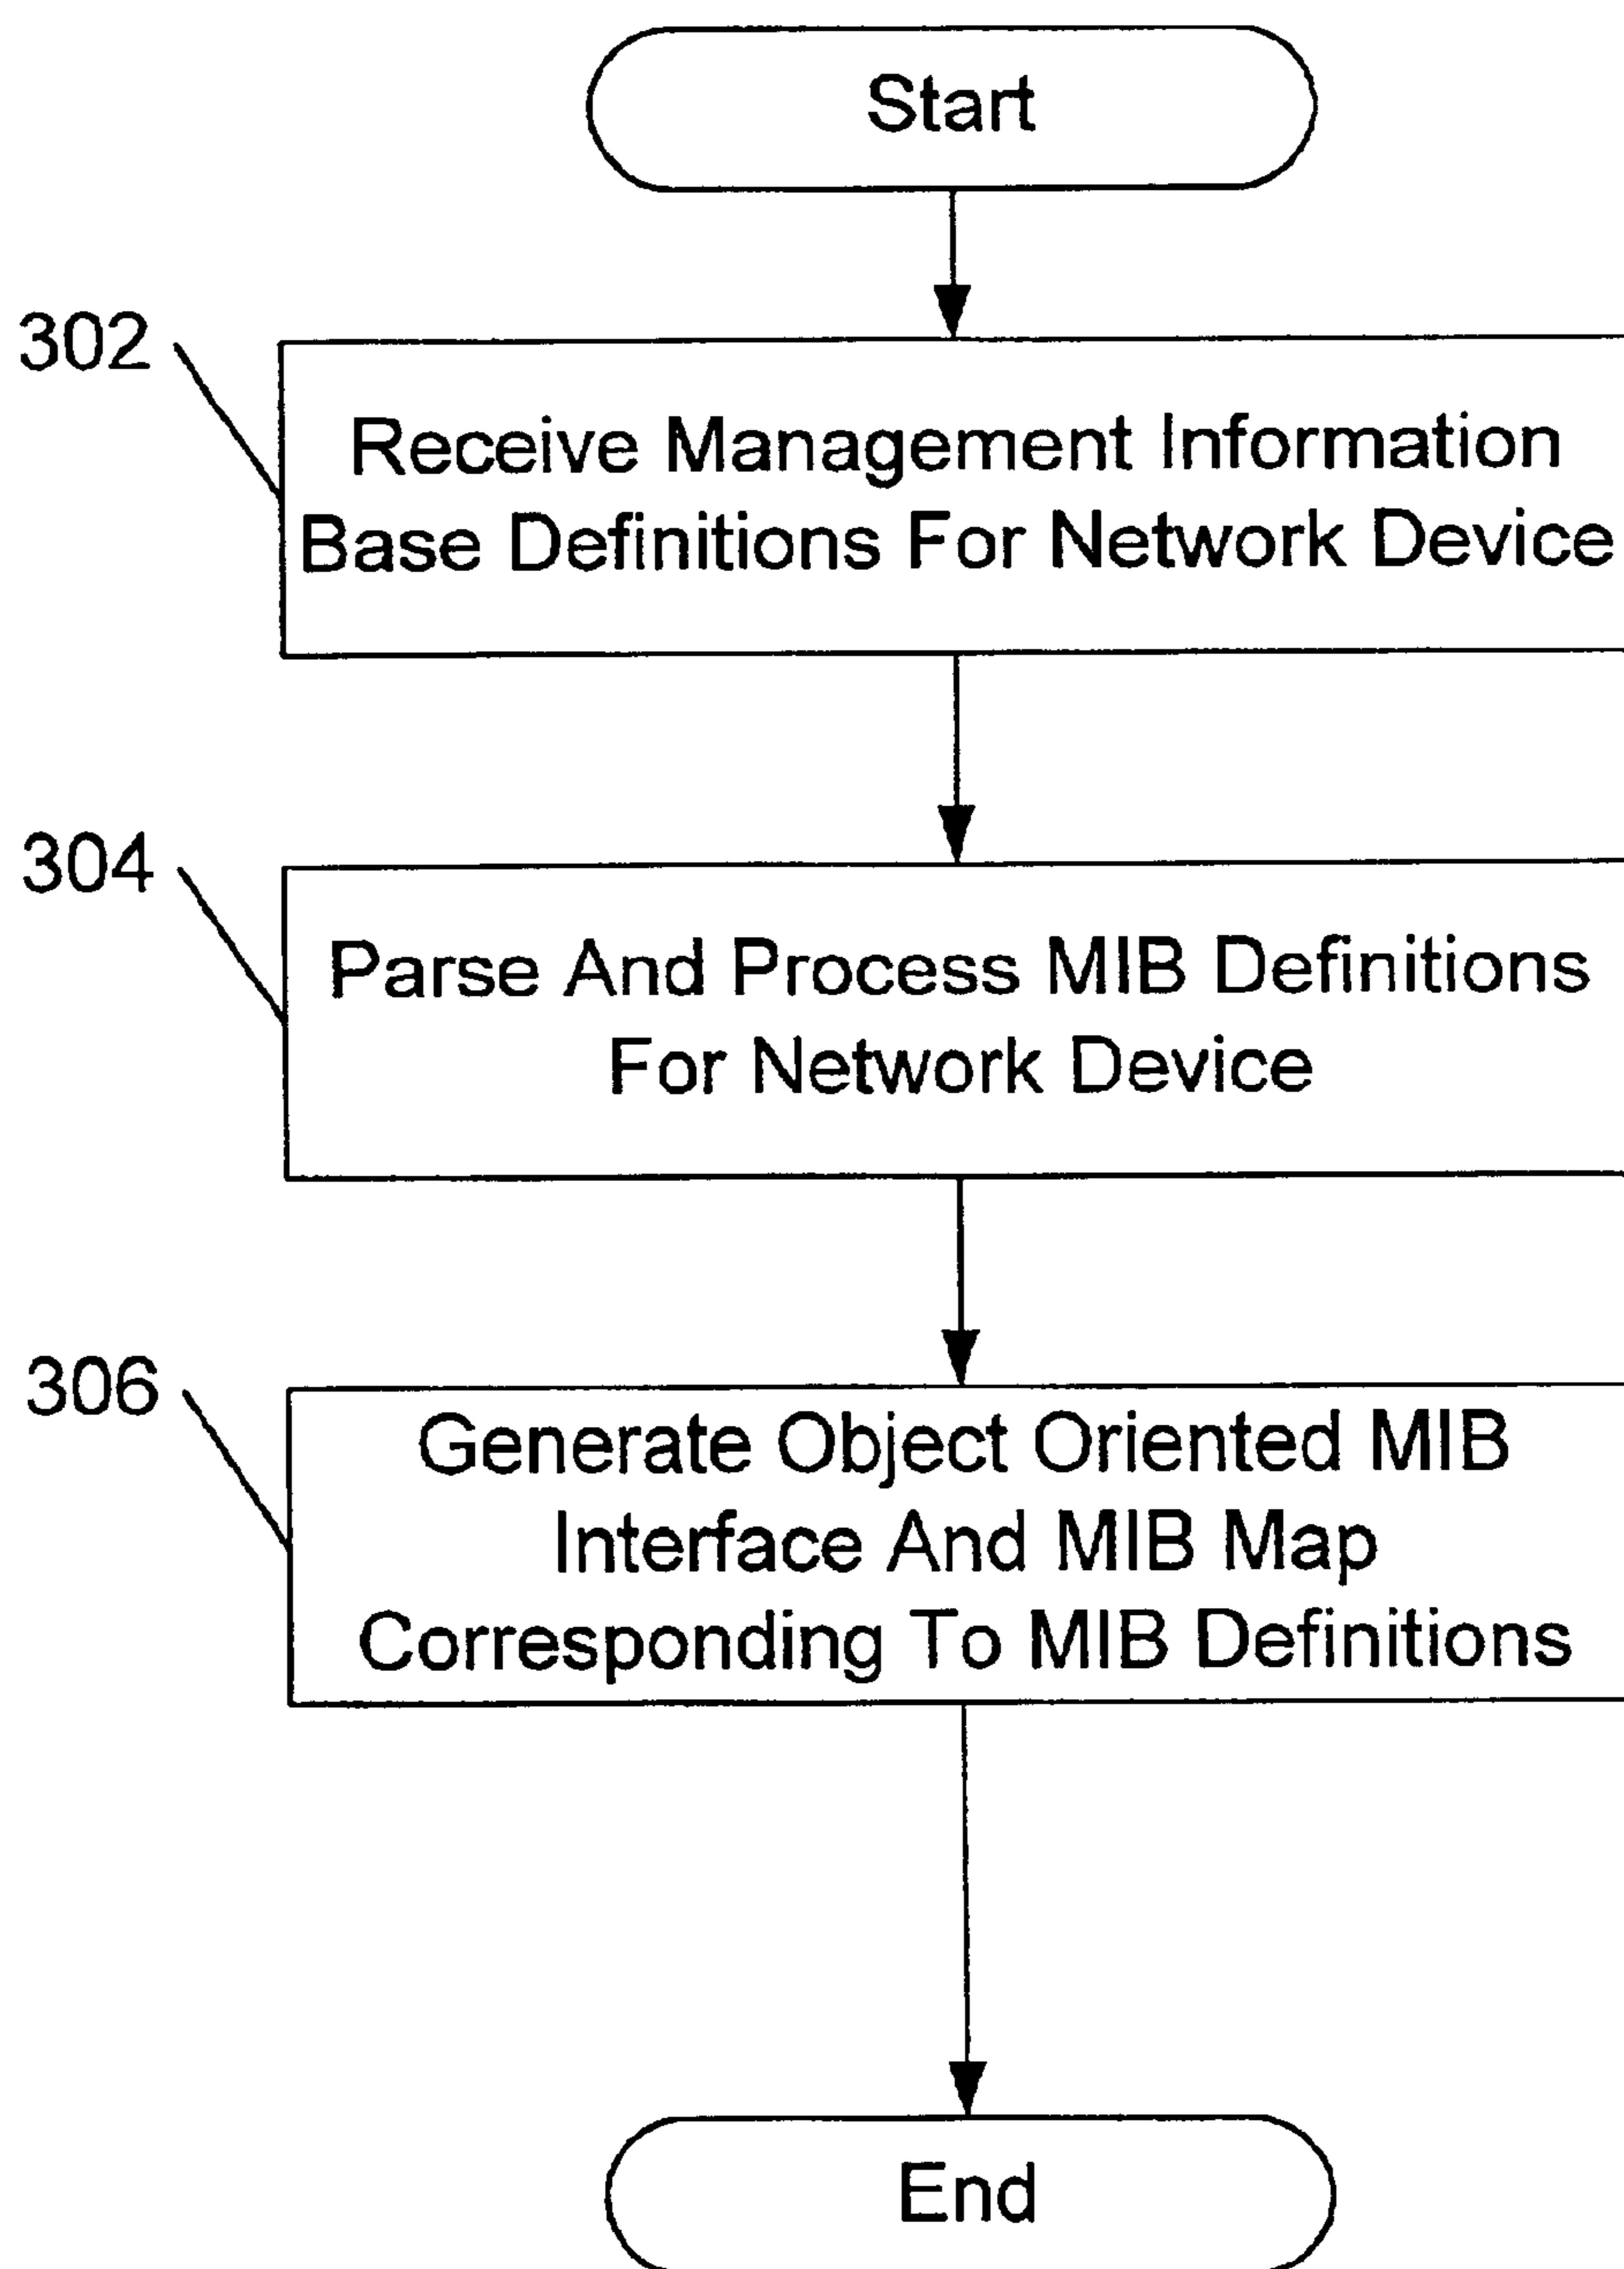 Start
302
Receive Management Information
Base Definitions For Network Device
304
Parse And Process MIB Definitions
For Network Device
306
Generate Object Oriented MIB
Interface And MIB Map
Corresponding To MIB Definitions
End